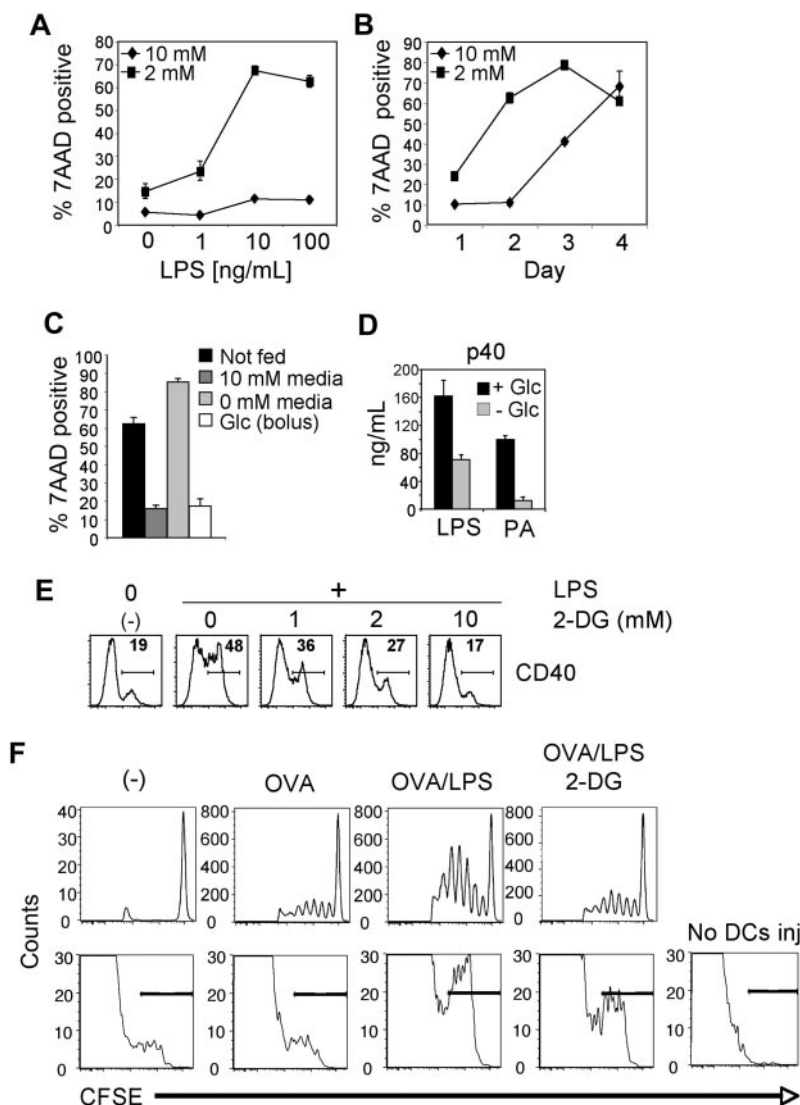 A
10 mM
2 mM
% 7AAD positive
80
70
60
50
40
30
20
10
0
0 1 10 100
LPS [ng/mL]
B
10 mM
2 mM
% 7AAD positive
90
80
70
60
50
40
30
20
10
0
1 2 3 4
Day
C
% 7AAD positive
100
90
80
70
60
50
40
30
20
10
0
Not fed
10 mM media
0 mM media
Glc (bolus)
D
p40
ng/mL
200
160
120
80
40
0
+ Glc
- Glc
LPS PA
E
0 + LPS
(-) 0 1 2 10 2-DG (mM)
19 48 36 27 17
CD40
F
(-) OVA OVA/LPS OVA/LPS 2-DG
Counts
40
30
20
10
0
800
600
400
200
0
800
600
400
200
0
800
600
400
200
0
No DCs inj
30
20
10
0
30
20
10
0
30
20
10
0
30
20
10
0
30
20
10
0
CFSE